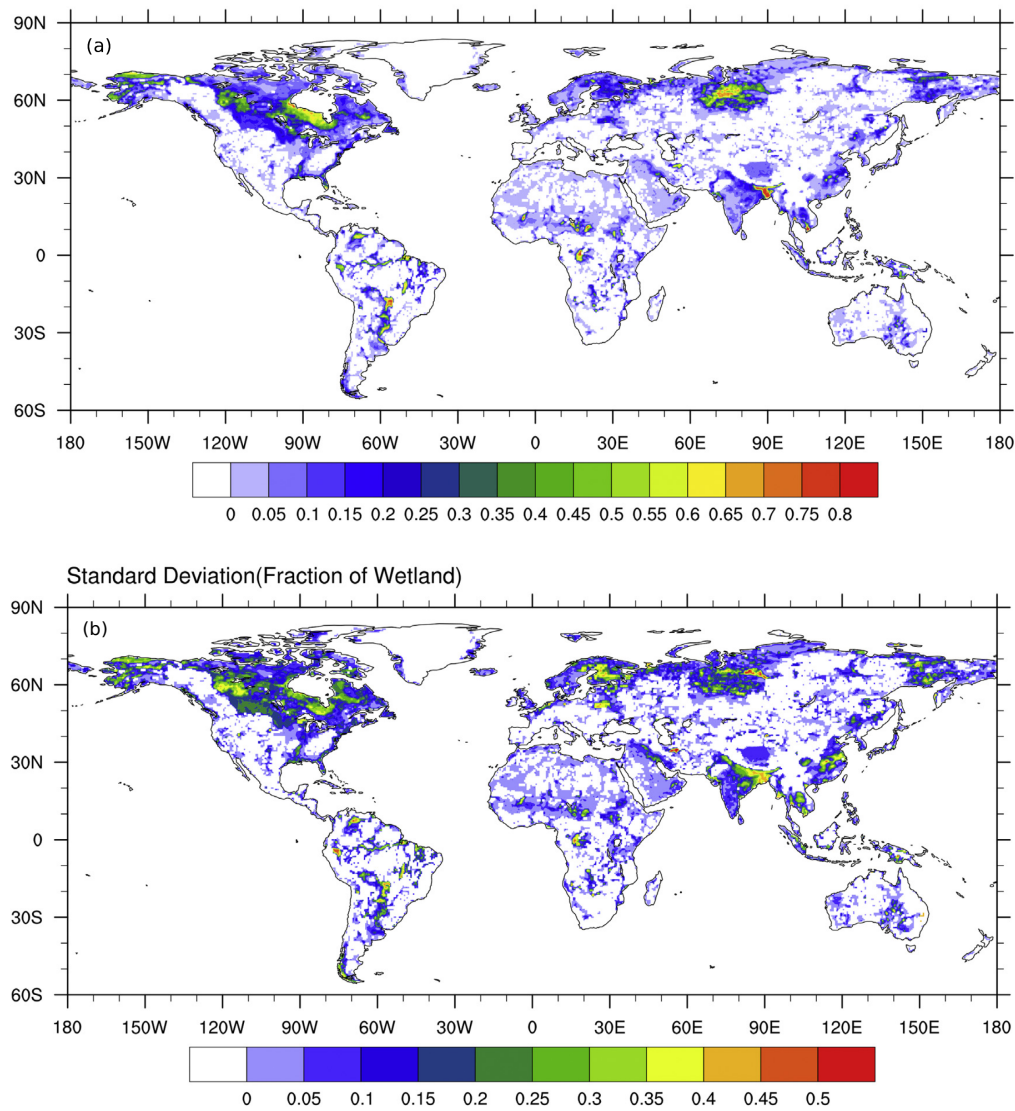 90N
(a)
60N
30N
0
30S
60S
180 150W 120W 90W 60W 30W 0 30E 60E 90E 120E 150E 180
0 0.05 0.1 0.15 0.2 0.25 0.3 0.35 0.4 0.45 0.5 0.55 0.6 0.65 0.7 0.75 0.8
Standard Deviation(Fraction of Wetland)
90N
(b)
60N
30N
0
30S
60S
180 150W 120W 90W 60W 30W 0 30E 60E 90E 120E 150E 180
0 0.05 0.1 0.15 0.2 0.25 0.3 0.35 0.4 0.45 0.5